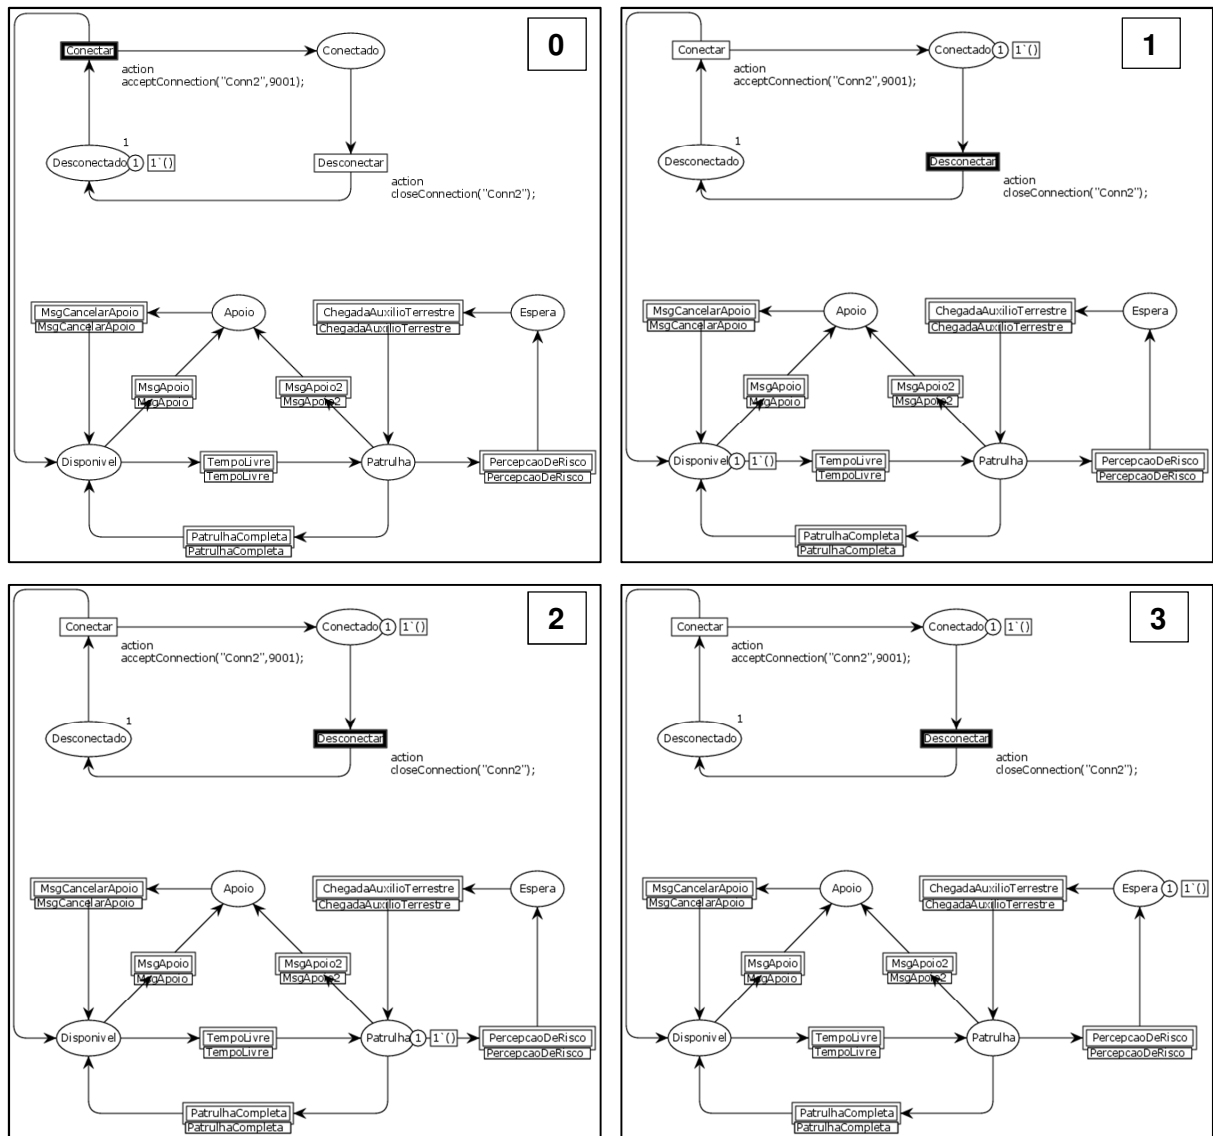 0
Conectar
Conectado
action
acceptConnection("Conn2",9001);
1
Desconectado 1 1`()
Desconectar
action
closeConnection("Conn2");
MsgCancelarApoio
MsgCancelarApoio
Apoio
ChegadaAuxilioTerrestre
ChegadaAuxilioTerrestre
Espera
MsgApoio
MsgApoio
MsgApoio2
MsgApoio2
Disponivel
TempoLivre
TempoLivre
Patrulha
PercepcaoDeRisco
PercepcaoDeRisco
PatrulhaCompleta
PatrulhaCompleta
1
Conectar
Conectado 1 1`()
action
acceptConnection("Conn2",9001);
1
Desconectado
Desconectar
action
closeConnection("Conn2");
MsgCancelarApoio
MsgCancelarApoio
Apoio
ChegadaAuxilioTerrestre
ChegadaAuxilioTerrestre
Espera
MsgApoio
MsgApoio
MsgApoio2
MsgApoio2
Disponivel 1 1`()
TempoLivre
TempoLivre
Patrulha
PercepcaoDeRisco
PercepcaoDeRisco
PatrulhaCompleta
PatrulhaCompleta
2
Conectar
Conectado 1 1`()
action
acceptConnection("Conn2",9001);
1
Desconectado
Desconectar
action
closeConnection("Conn2");
MsgCancelarApoio
MsgCancelarApoio
Apoio
ChegadaAuxilioTerrestre
ChegadaAuxilioTerrestre
Espera
MsgApoio
MsgApoio
MsgApoio2
MsgApoio2
Disponivel
TempoLivre
TempoLivre
Patrulha 1 1`()
PercepcaoDeRisco
PercepcaoDeRisco
PatrulhaCompleta
PatrulhaCompleta
3
Conectar
Conectado 1 1`()
action
acceptConnection("Conn2",9001);
1
Desconectado
Desconectar
action
closeConnection("Conn2");
MsgCancelarApoio
MsgCancelarApoio
Apoio
ChegadaAuxilioTerrestre
ChegadaAuxilioTerrestre
Espera 1 1`()
MsgApoio
MsgApoio
MsgApoio2
MsgApoio2
Disponivel
TempoLivre
TempoLivre
Patrulha
PercepcaoDeRisco
PercepcaoDeRisco
PatrulhaCompleta
PatrulhaCompleta